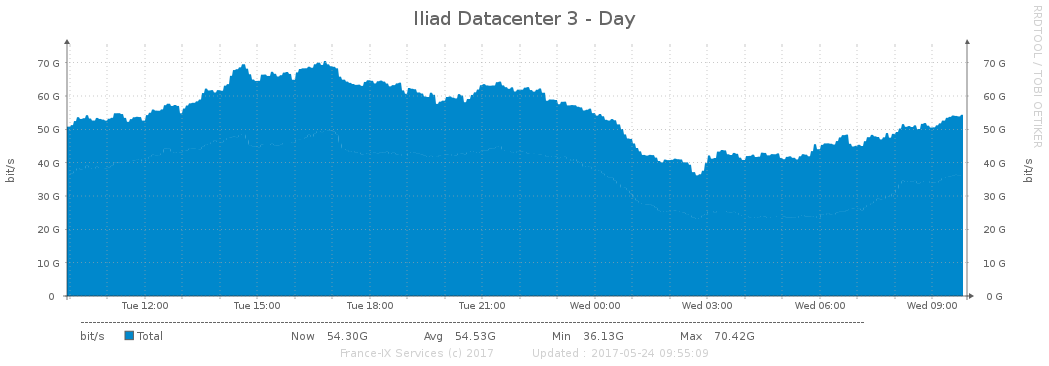 Iliad Datacenter 3 - Day
RRDTOOL / TOBI OETIKER
bit/s
bit/s
70 G 70 G
60 G 60 G
50 G 50 G
40 G 40 G
30 G 30 G
20 G 20 G
10 G 10 G
0 0 G
Tue 12:00 Tue 15:00 Tue 18:00 Tue 21:00 Wed 00:00 Wed 03:00 Wed 06:00 Wed 09:00
bit/s Total Now 54.30G Avg 54.53G Min 36.13G Max 70.42G
France-IX Services (c) 2017 Updated : 2017-05-24 09:55:09